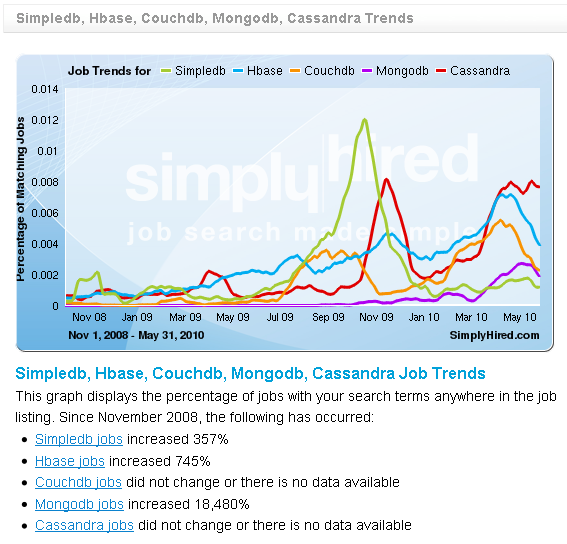 Simpledb, Hbase, Couchdb, Mongodb, Cassandra Trends
Job Trends for Simpledb Hbase Couchdb Mongodb Cassandra
Percentage of Matching Jobs
0.014
0.012
0.01
0.008
0.006
0.004
0.002
0
simplyhired
job search made simple
Nov 08 Jan 09 Mar 09 May 09 Jul 09 Sep 09 Nov 09 Jan 10 Mar 10 May 10
Nov 1, 2008 - May 31, 2010 SimplyHired.com
Simpledb, Hbase, Couchdb, Mongodb, Cassandra Job Trends
This graph displays the percentage of jobs with your search terms anywhere in the job
listing. Since November 2008, the following has occurred:
Simpledb jobs increased 357%
Hbase jobs increased 745%
Couchdb jobs did not change or there is no data available
Mongodb jobs increased 18,480%
Cassandra jobs did not change or there is no data available